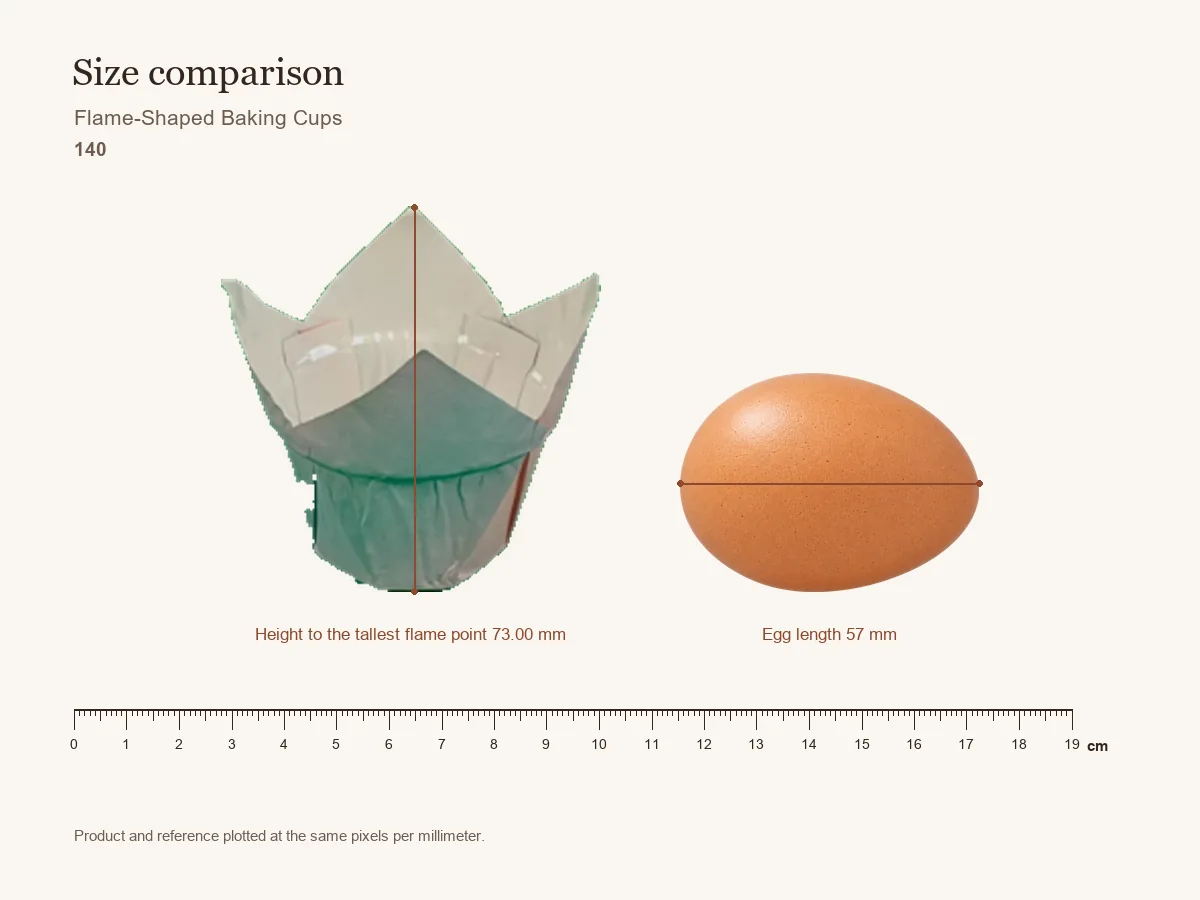 Size comparison
Flame-Shaped Baking Cups
140
Height to the tallest flame point 73.00 mm
Egg length 57 mm
0 1 2 3 4 5 6 7 8 9 10 11 12 13 14 15 16 17 18 19 cm
Product and reference plotted at the same pixels per millimeter.